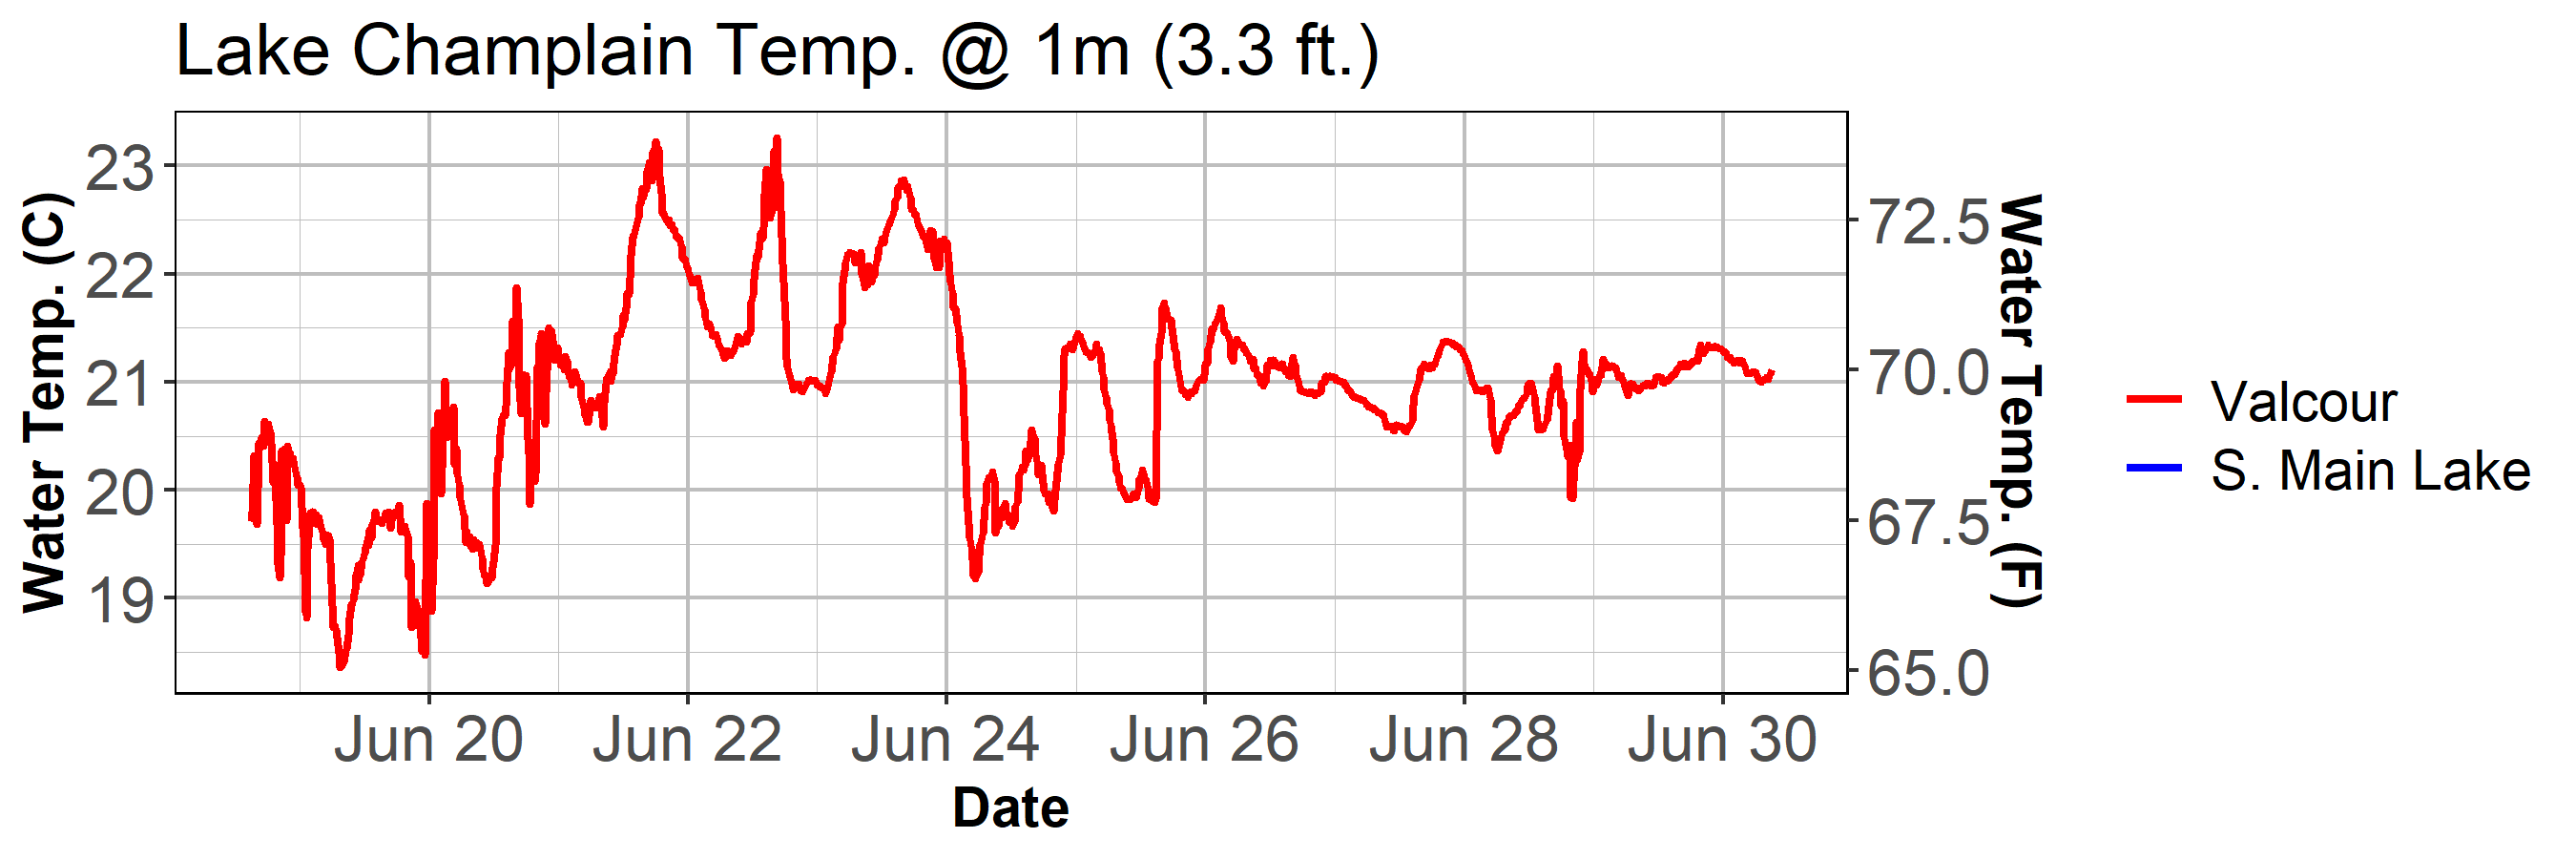 Lake Champlain Temp. @ 1m (3.3 ft.)
Water Temp. (C)
23
22
21
20
19
72.5
70.0
67.5
65.0
Water Temp. (F)
Jun 20 Jun 22 Jun 24 Jun 26 Jun 28 Jun 30
Date
Valcour
S. Main Lake